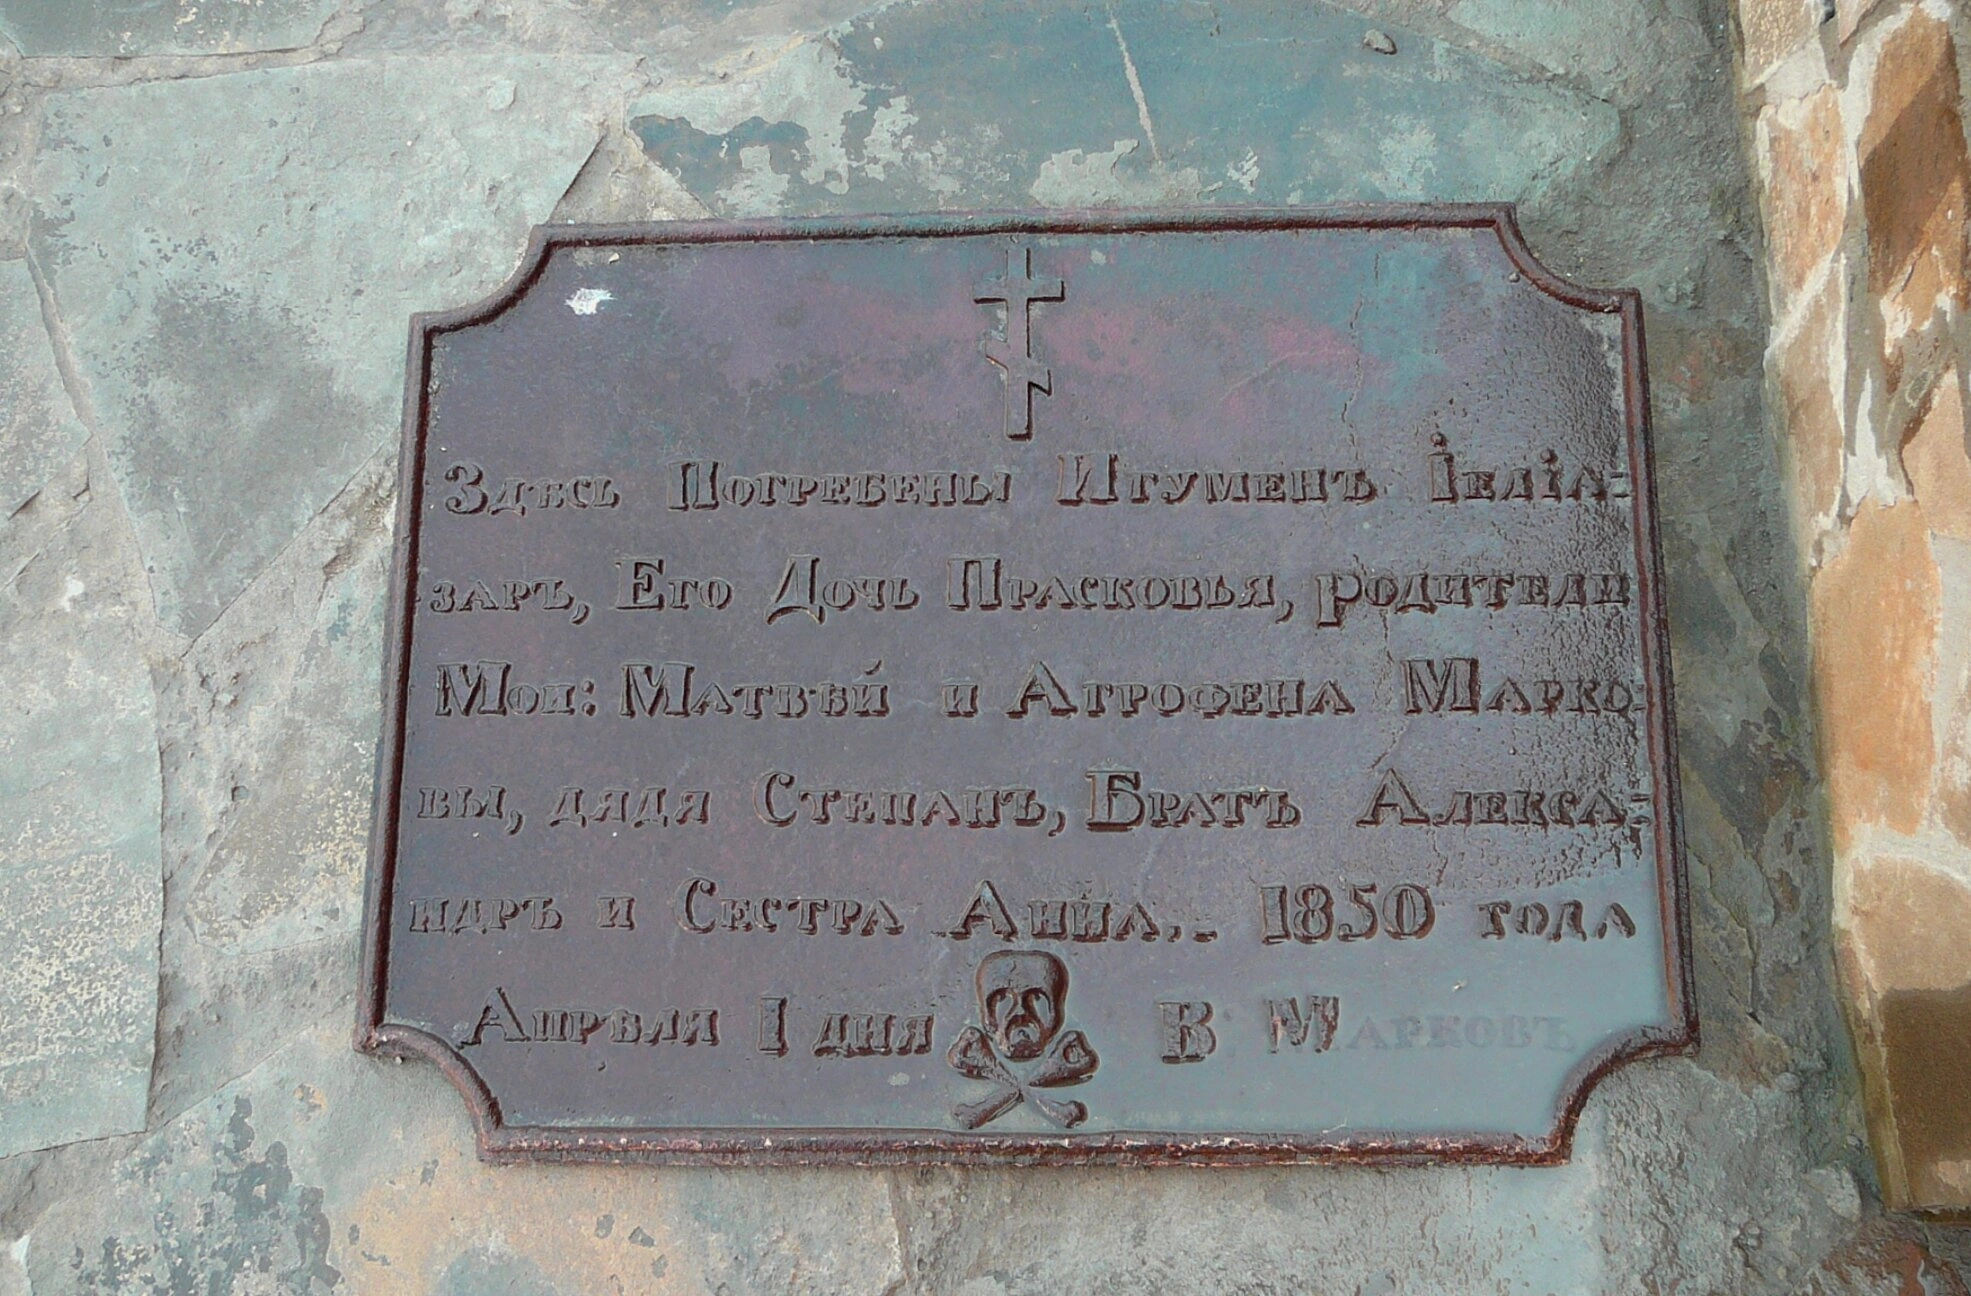 Здѣсь Погребены Игуменъ Іеліа=
заръ, Его Дочь Прасковья, родители
Мои: Матвѣй и Агрофена Марко=
вы, дядя Степанъ, Братъ Алекса=
ндръ и Сестра Анна,. 1850 года
Апрѣля 1 дня В: Марковъ